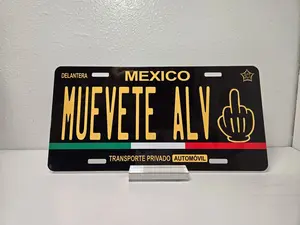 DELANTERA
MEXICO
MUEVETE ALV
TRANSPORTE PRIVADO AUTOMÓVIL